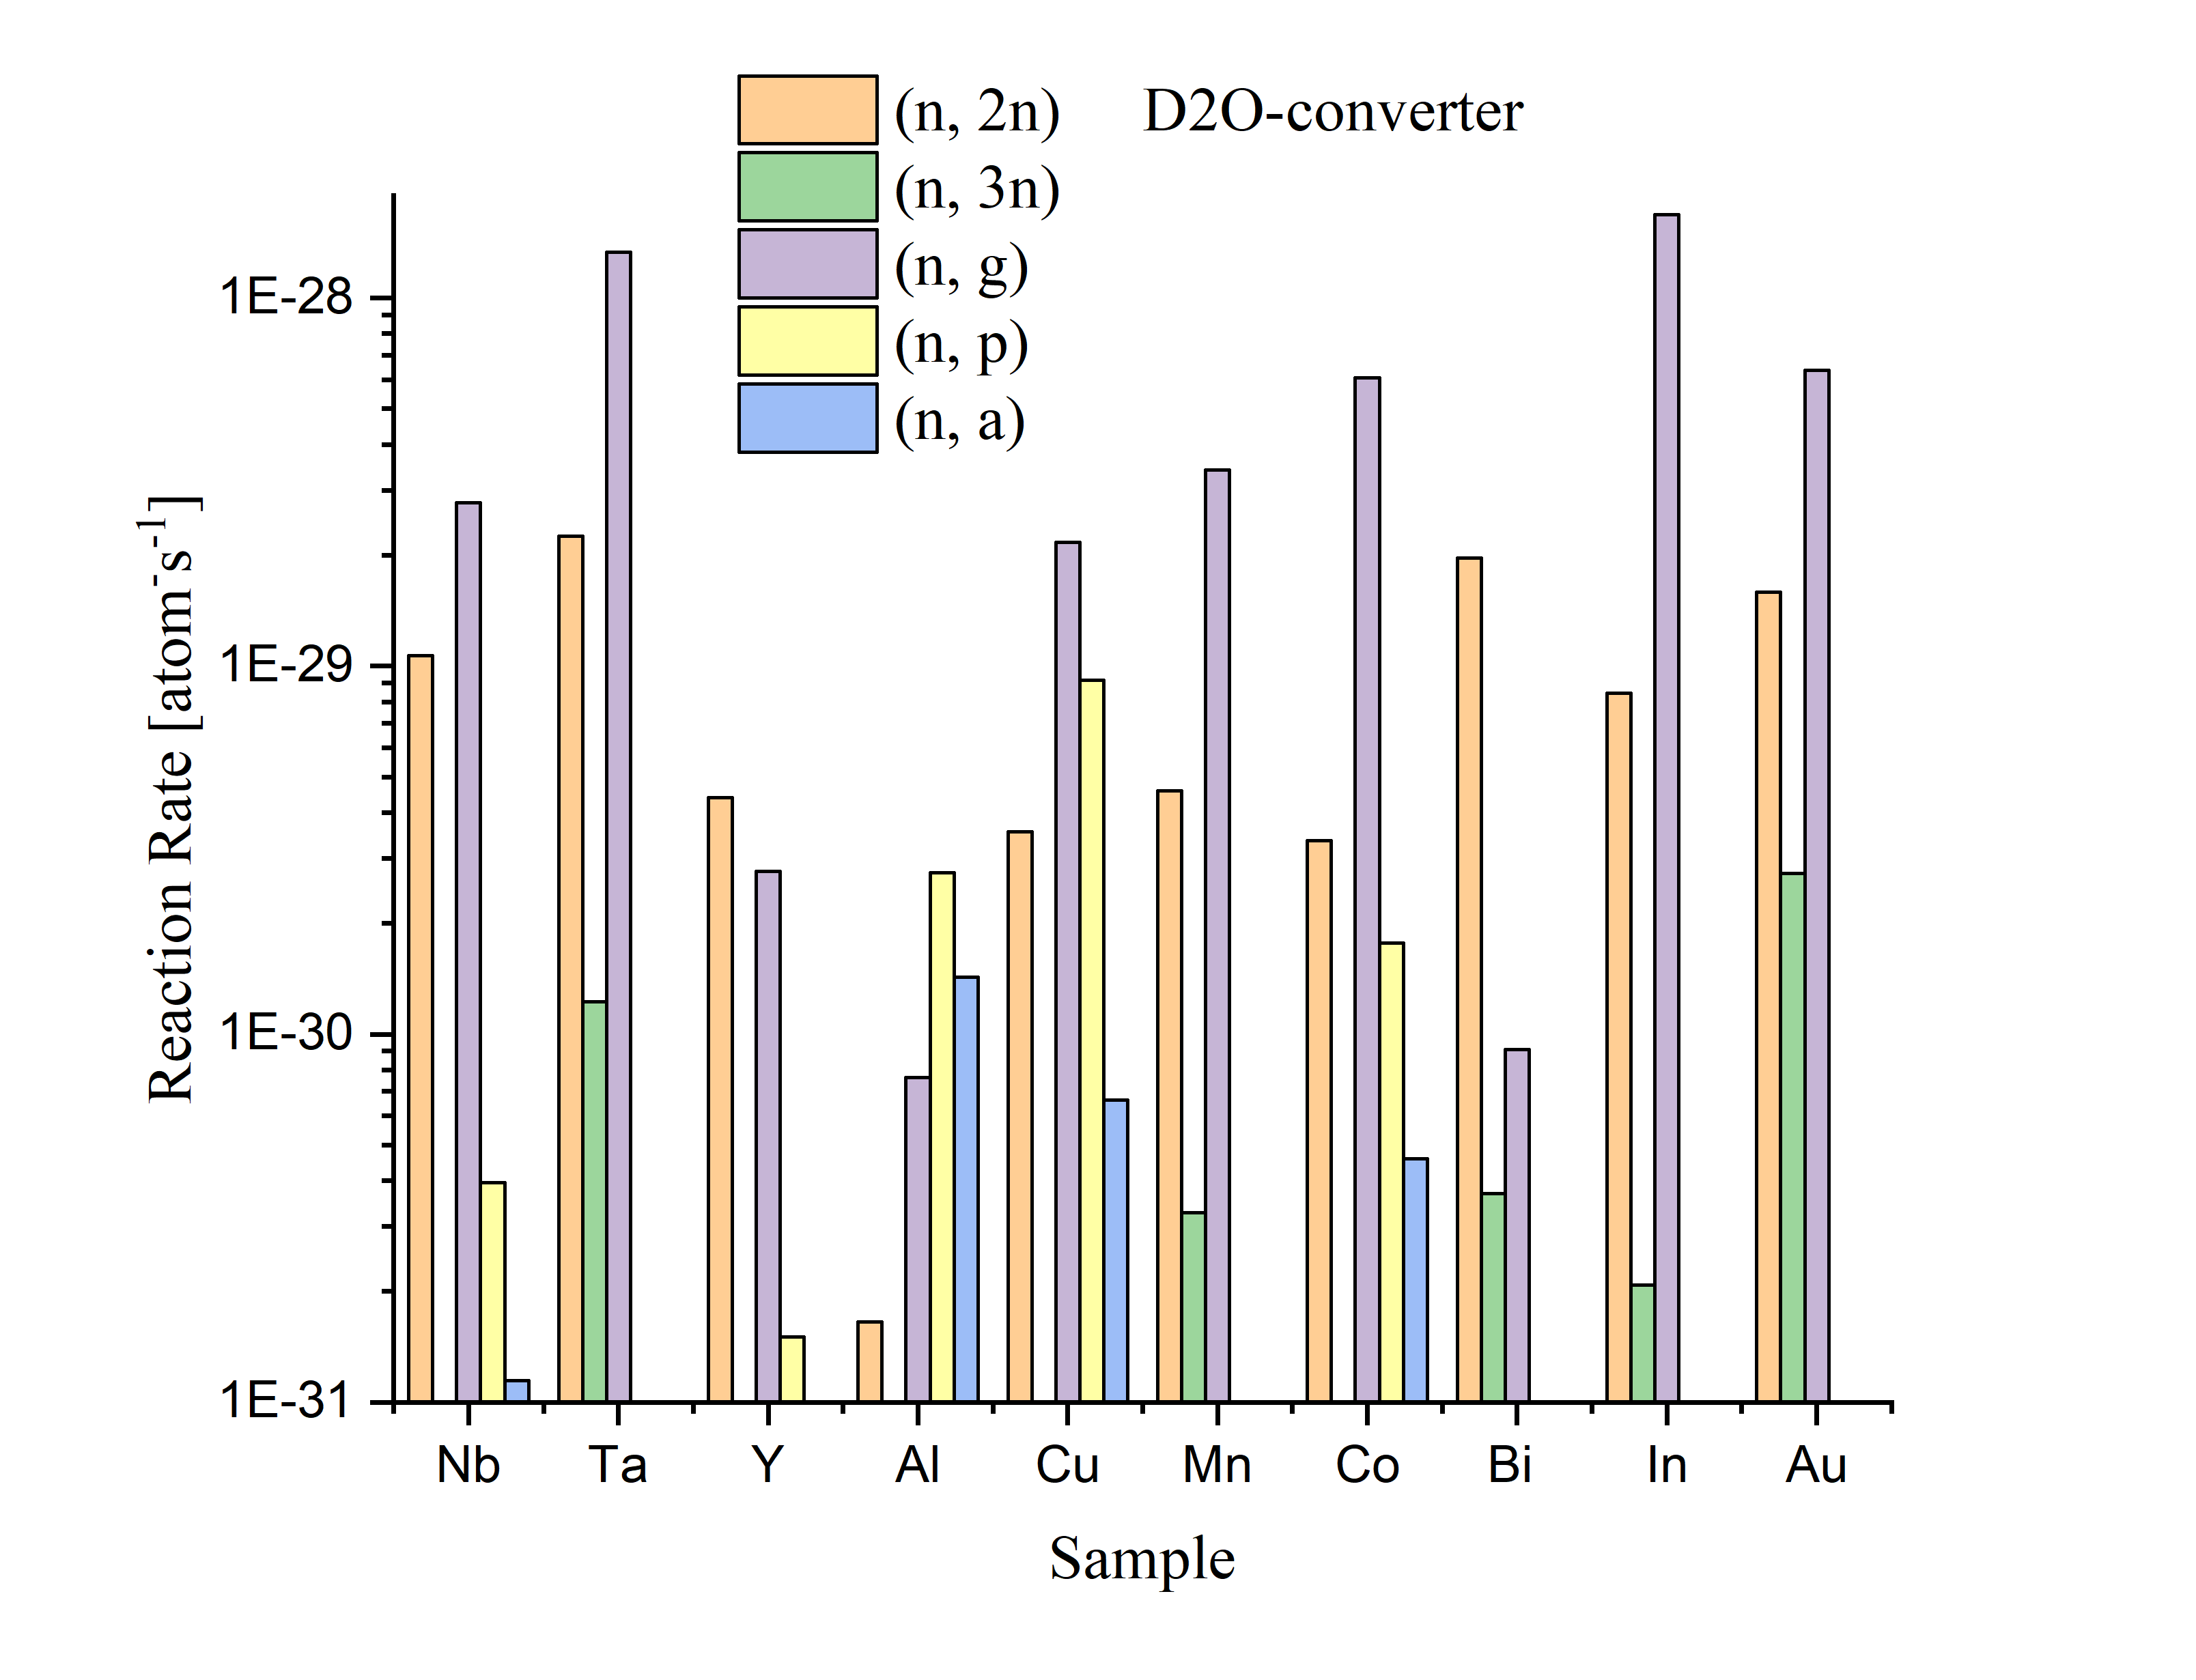 (n, 2n) D2O-converter
(n, 3n)
(n, g)
(n, p)
(n, a)
1E-28
1E-29
1E-30
1E-31
Reaction Rate [atom⁻s⁻¹]
Nb Ta Y Al Cu Mn Co Bi In Au
Sample